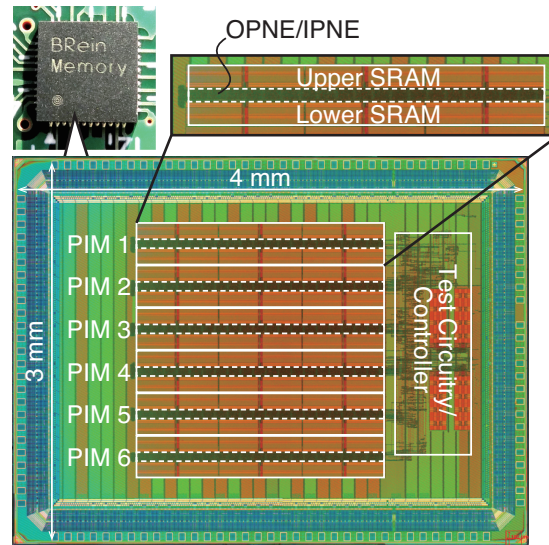 BRein
Memory
OPNE/IPNE
Upper SRAM
Lower SRAM
4 mm
3 mm
PIM 1
PIM 2
PIM 3
PIM 4
PIM 5
PIM 6
Test Circuitry/
Controller